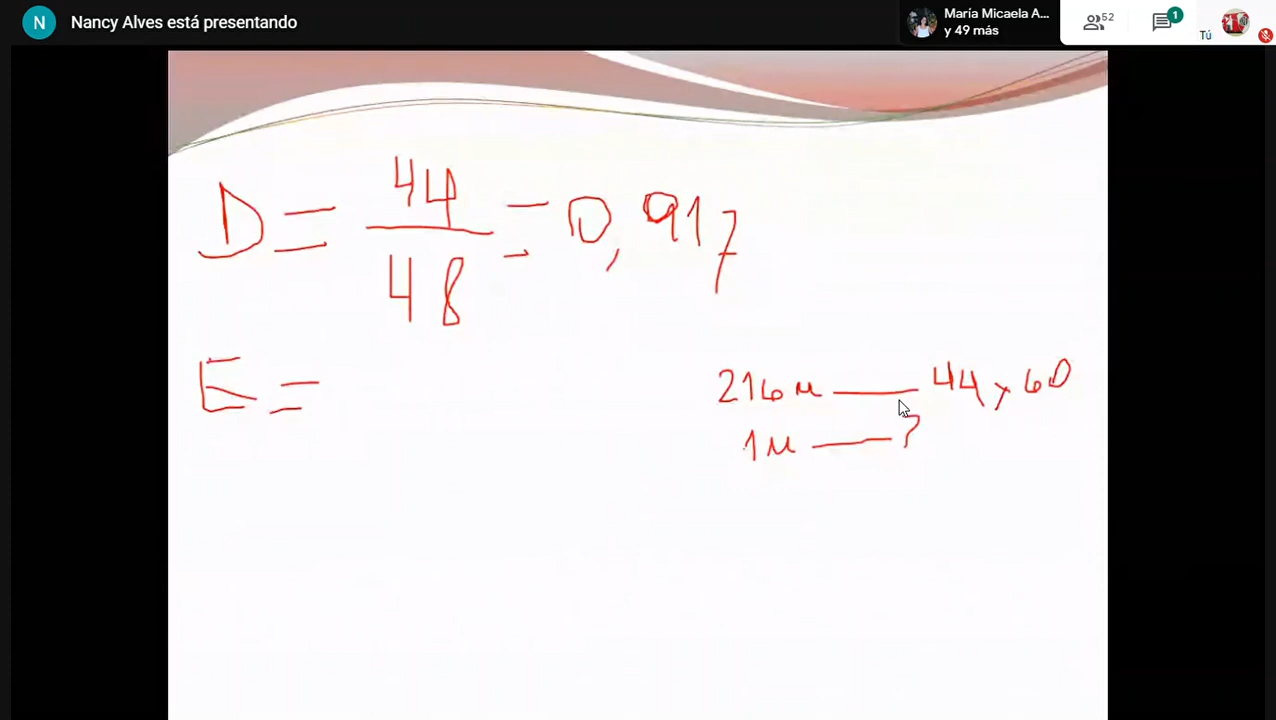 N Nancy Alves está presentando
María Micaela A...
y 49 más
52
1
Tú
D = 44/48 = 0,917
E =
216 u — 44 x 60
1 u — ?